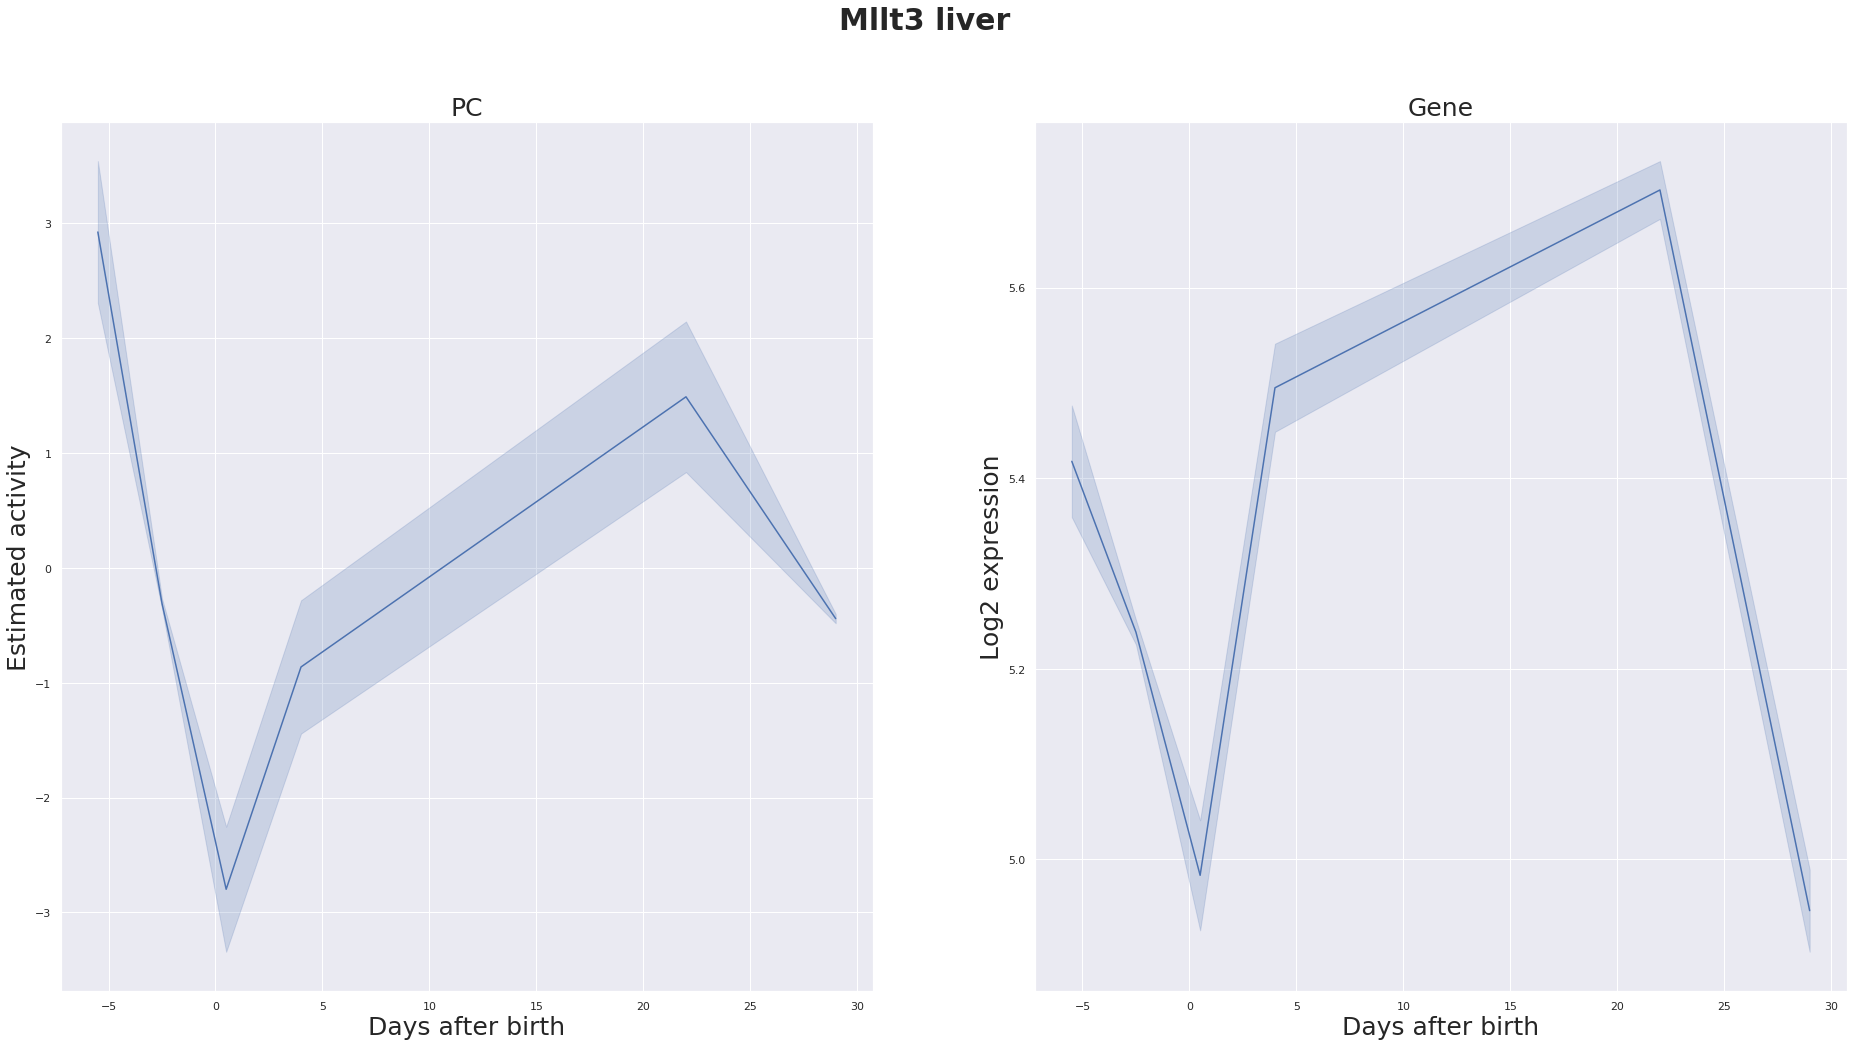 Mllt3 liver
PC
Estimated activity
3
2
1
0
−1
−2
−3
−5 0 5 10 15 20 25 30
Days after birth
Gene
Log2 expression
5.6
5.4
5.2
5.0
−5 0 5 10 15 20 25 30
Days after birth